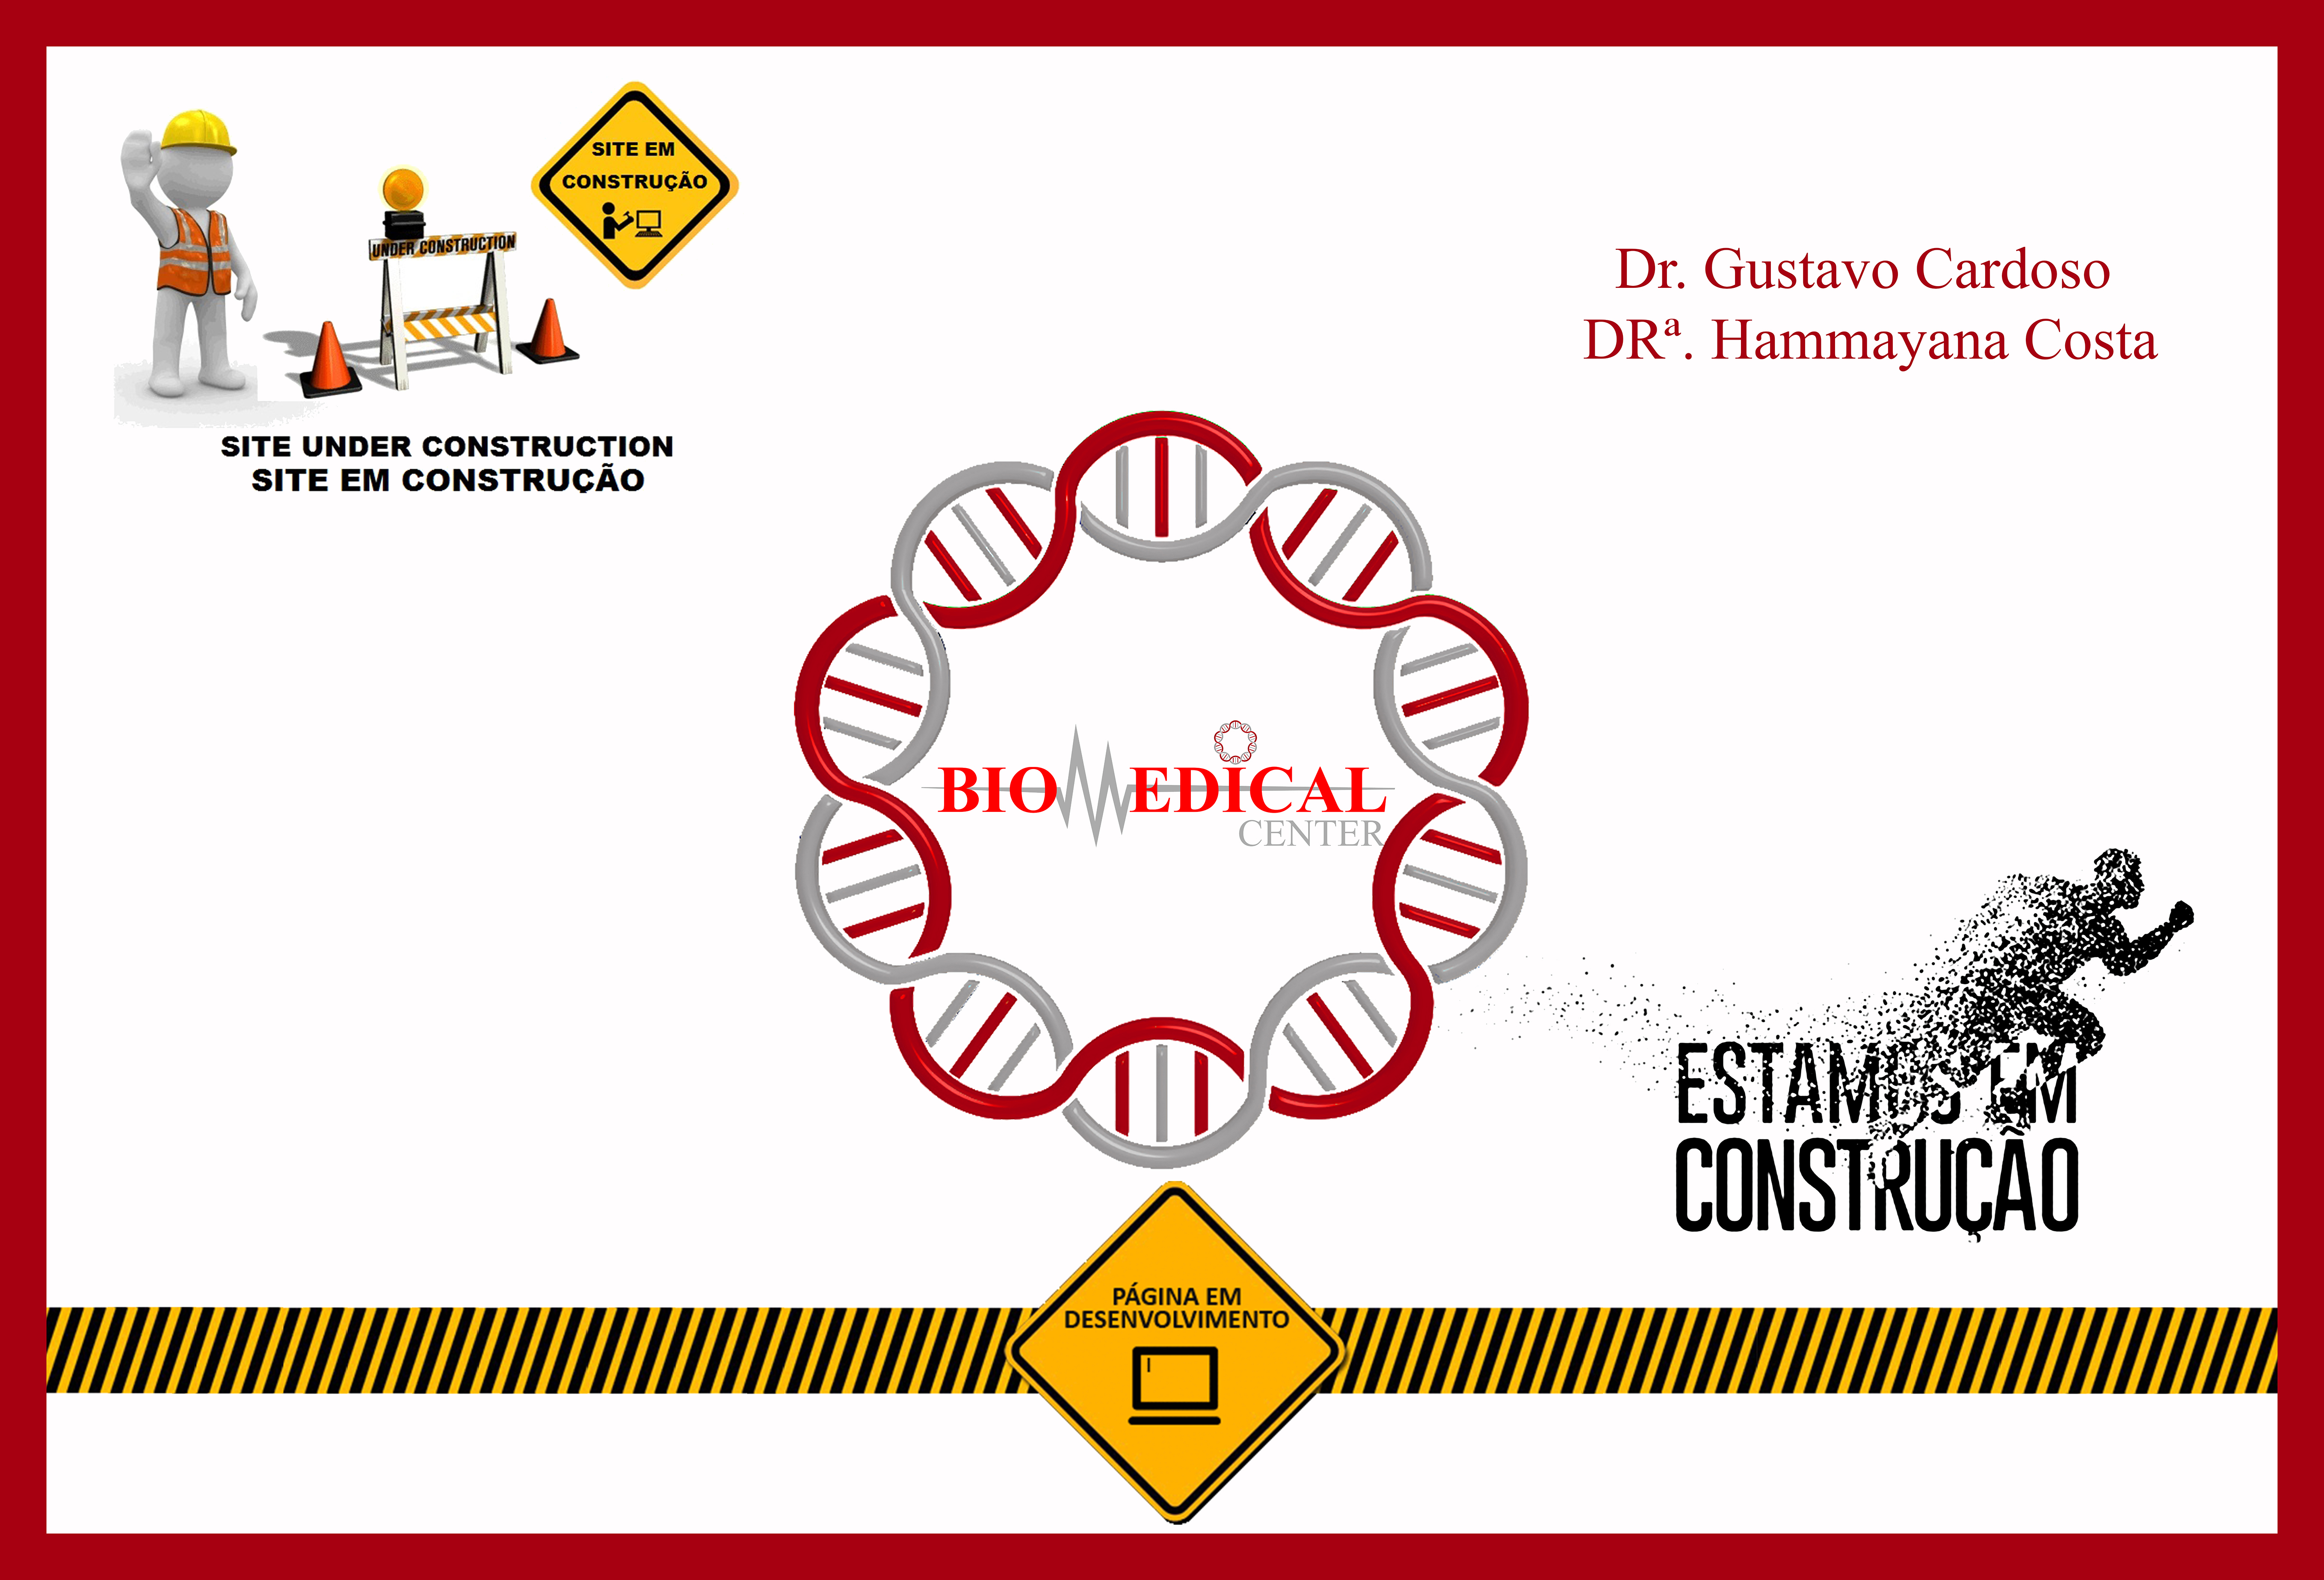 SITE EM
CONSTRUÇÃO
UNDER CONSTRUCTION
SITE UNDER CONSTRUCTION
SITE EM CONSTRUÇÃO
Dr. Gustavo Cardoso
DRª. Hammayana Costa
BIOMEDICAL
CENTER
ESTAMOS EM
CONSTRUÇÃO
PÁGINA EM
DESENVOLVIMENTO